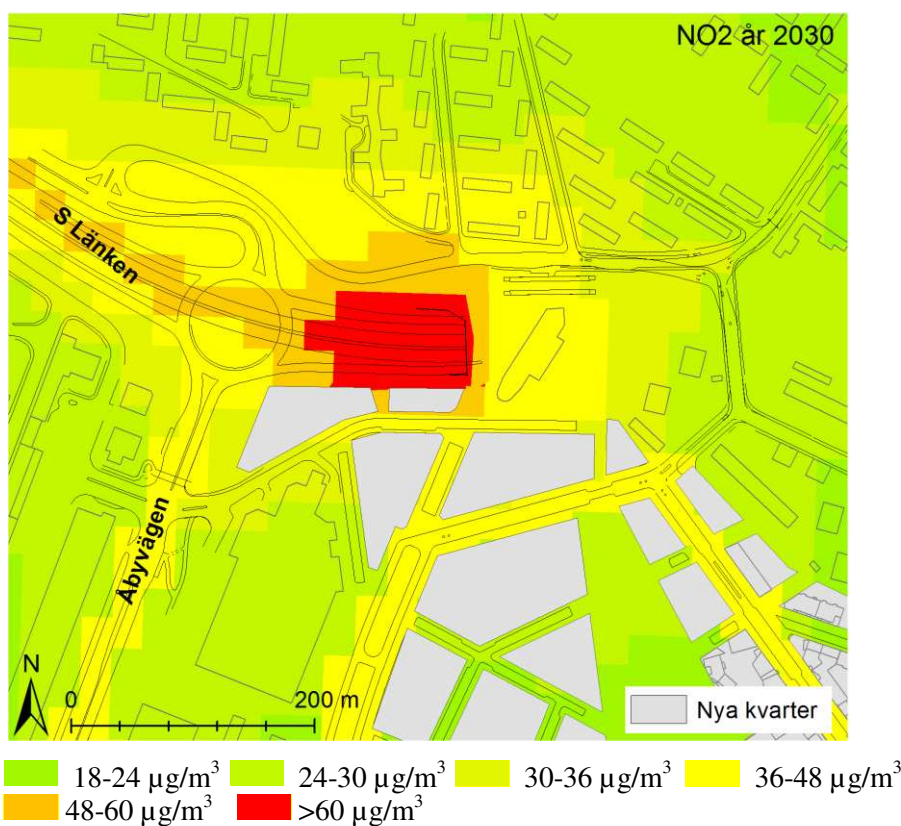 NO2 år 2030
S Länken
Åbyvägen
N
0 200 m
Nya kvarter
18-24 µg/m³ 24-30 µg/m³ 30-36 µg/m³ 36-48 µg/m³
48-60 µg/m³ >60 µg/m³